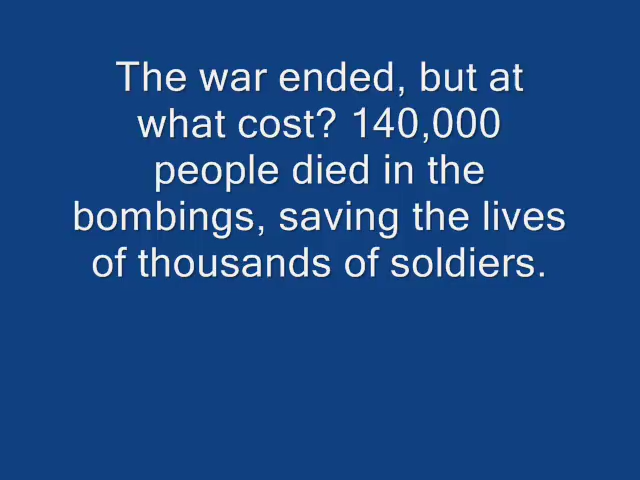 The war ended, but at
what cost? 140,000
people died in the
bombings, saving the lives
of thousands of soldiers.